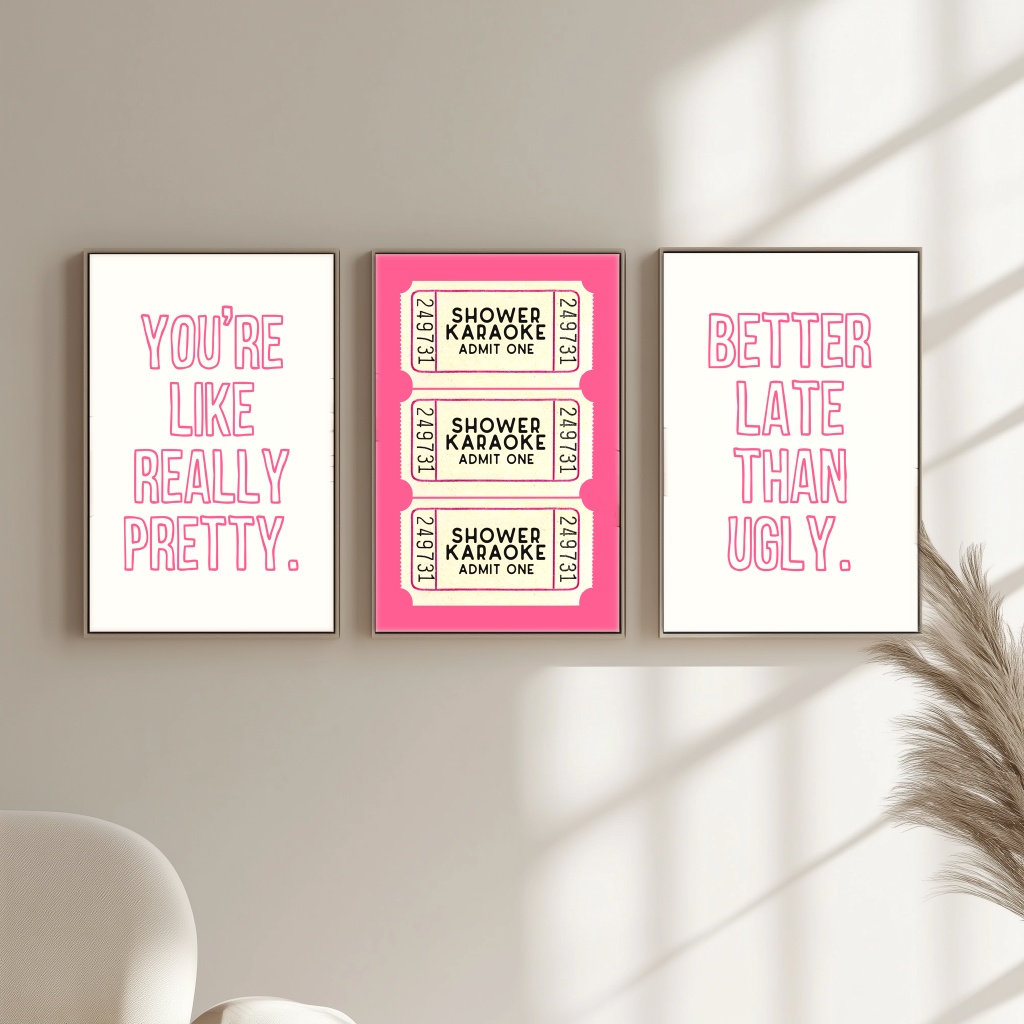 YOU'RE
LIKE
REALLY
PRETTY.
249731
SHOWER
KARAOKE
ADMIT ONE
249731
249731
SHOWER
KARAOKE
ADMIT ONE
249731
249731
SHOWER
KARAOKE
ADMIT ONE
249731
BETTER
LATE
THAN
UGLY.